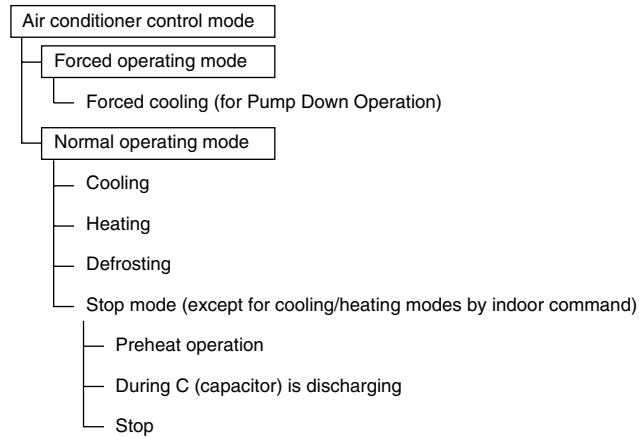 Air conditioner control mode
Forced operating mode
Forced cooling (for Pump Down Operation)
Normal operating mode
Cooling
Heating
Defrosting
Stop mode (except for cooling/heating modes by indoor command)
Preheat operation
During C (capacitor) is discharging
Stop